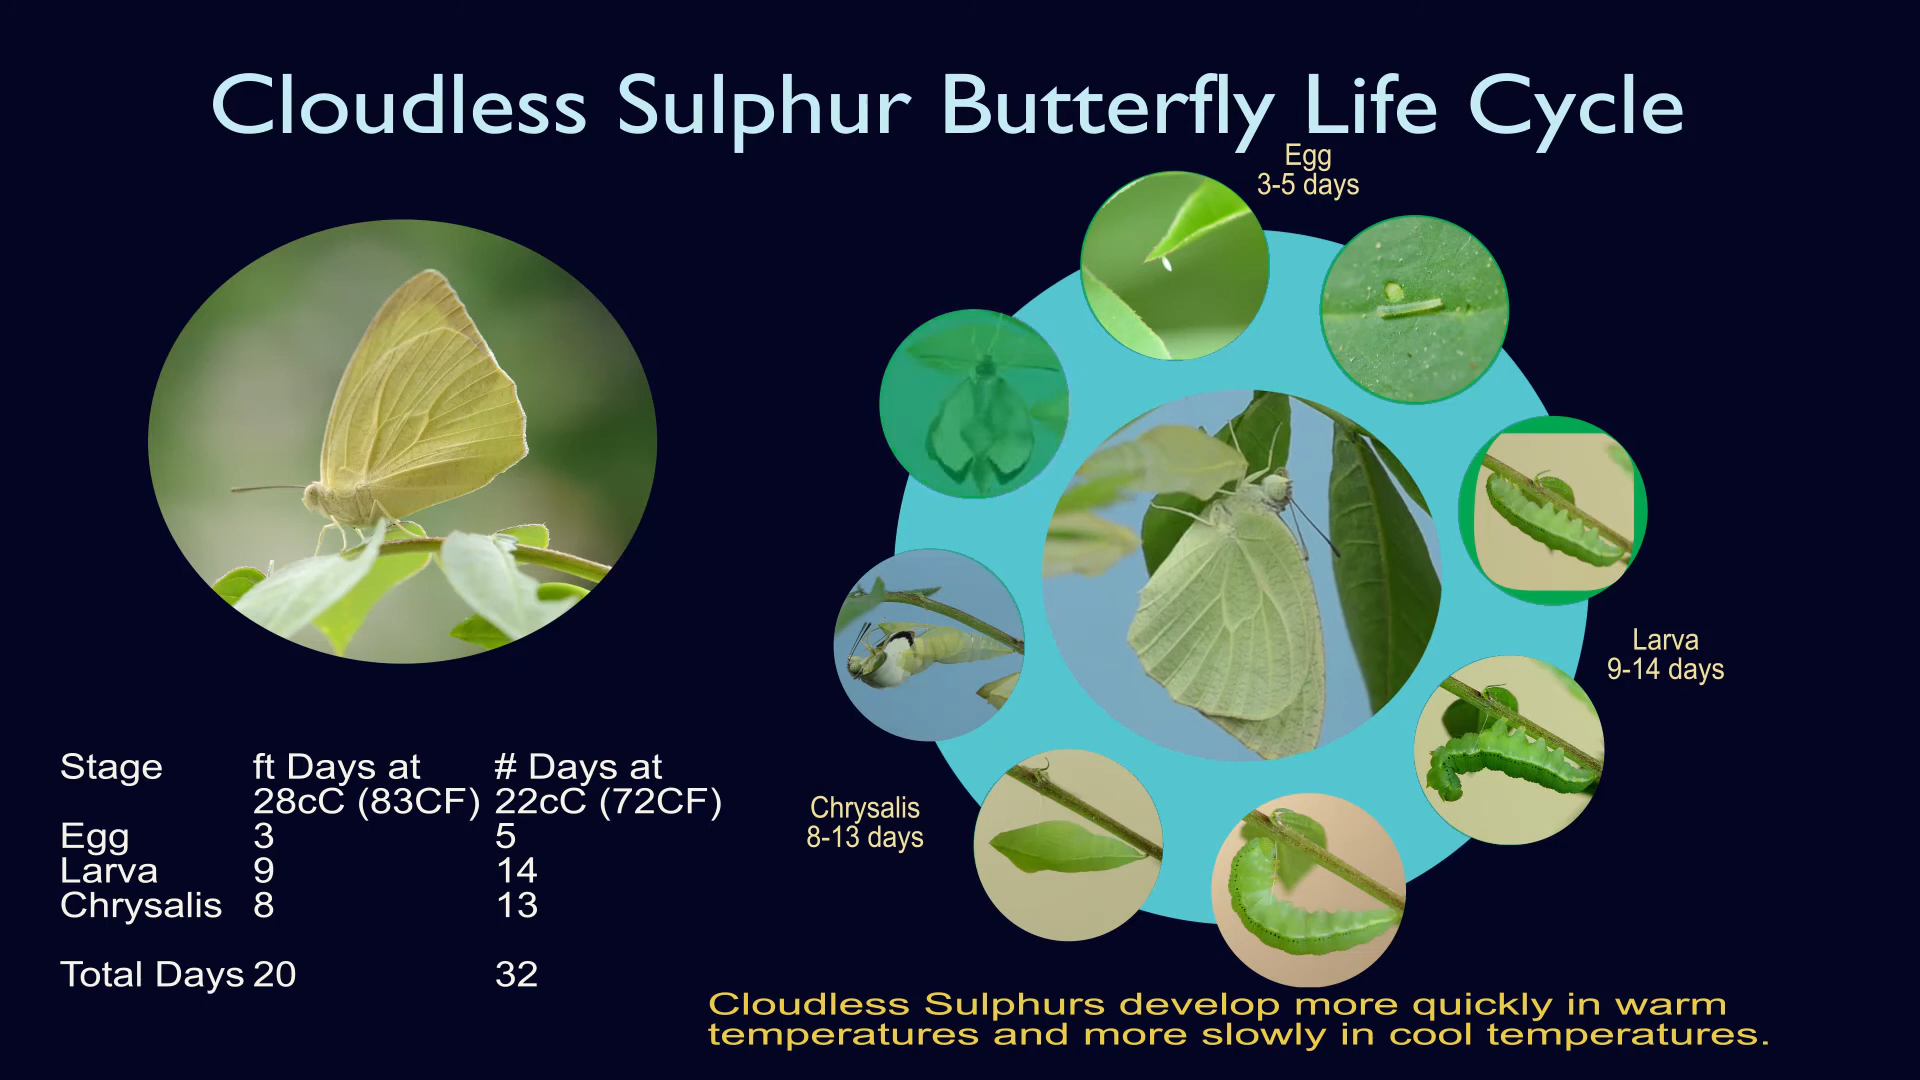 Cloudless Sulphur Butterfly Life Cycle
Egg
3-5 days
Larva
9-14 days
Chrysalis
8-13 days
Stage ft Days at # Days at
28cC (83CF) 22cC (72CF)
Egg 3 5
Larva 9 14
Chrysalis 8 13
Total Days 20 32
Cloudless Sulphurs develop more quickly in warm
temperatures and more slowly in cool temperatures.